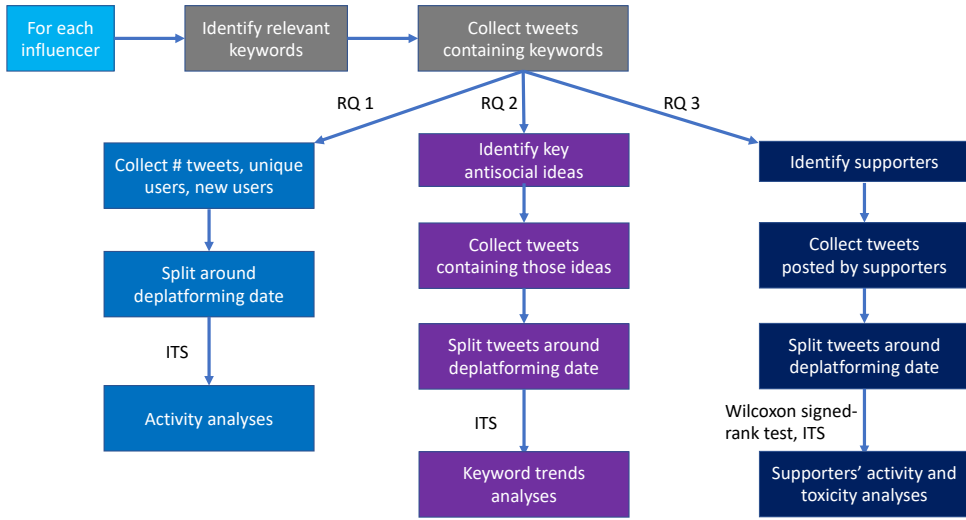 For each
influencer
Identify relevant
keywords
Collect tweets
containing keywords
RQ 1
RQ 2
RQ 3
Collect # tweets, unique
users, new users
Split around
deplatforming date
ITS
Activity analyses
Identify key
antisocial ideas
Collect tweets
containing those ideas
Split tweets around
deplatforming date
ITS
Keyword trends
analyses
Identify supporters
Collect tweets
posted by supporters
Split tweets around
deplatforming date
Wilcoxon signed-
rank test, ITS
Supporters’ activity and
toxicity analyses